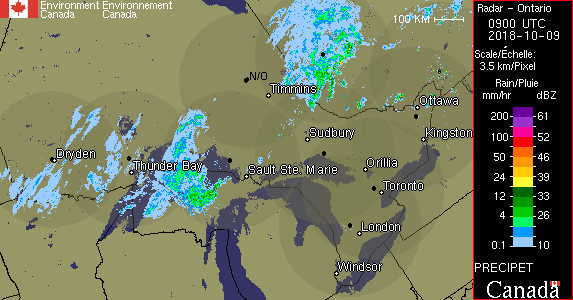 Environment Environnement
Canada Canada
100 KM
N/O
Timmins
Ottawa
Sudbury
Kingston
Dryden
Thunder Bay
Sault Ste. Marie
Orillia
Toronto
London
Windsor
Radar - Ontario
0900 UTC
2018-10-09
Scale/Échelle:
3.5 km/Pixel
Rain/Pluie
mm/hr dBZ
200 61
100 52
50 46
24 39
12 33
4 26
0.1 10
PRECIPET
Canada